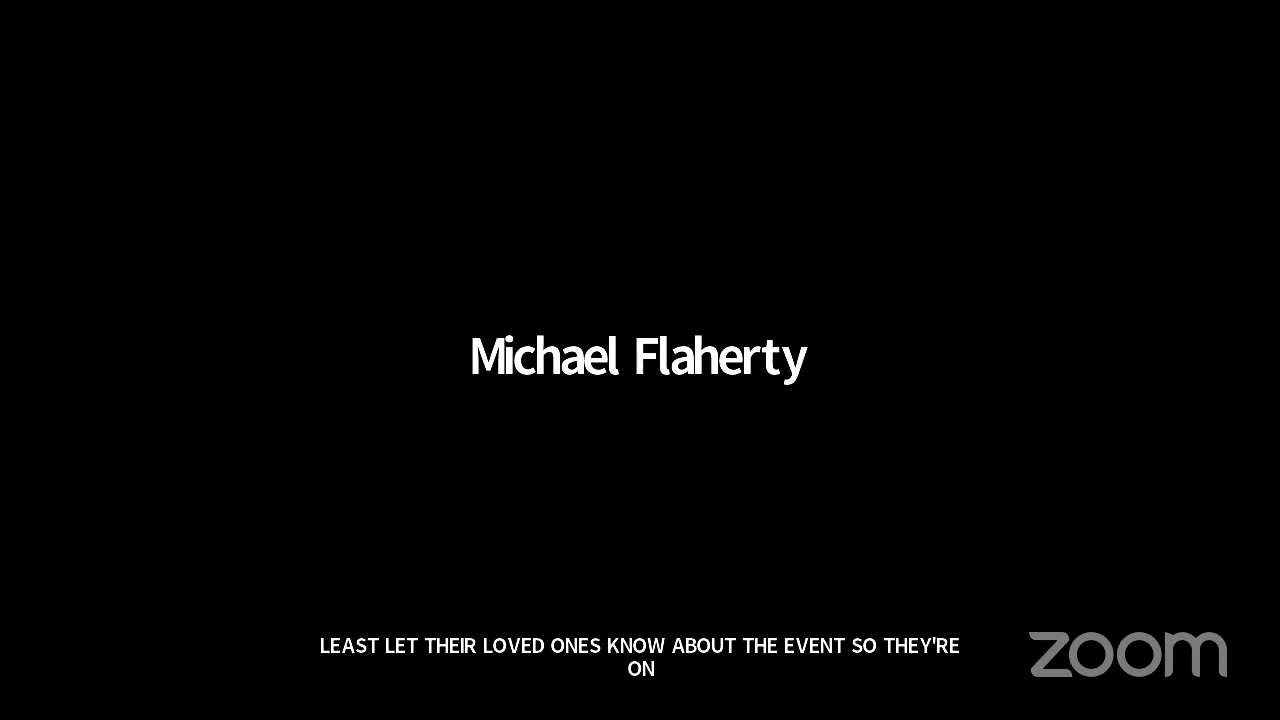 Michael Flaherty
LEAST LET THEIR LOVED ONES KNOW ABOUT THE EVENT SO THEY'RE
ON
zoom